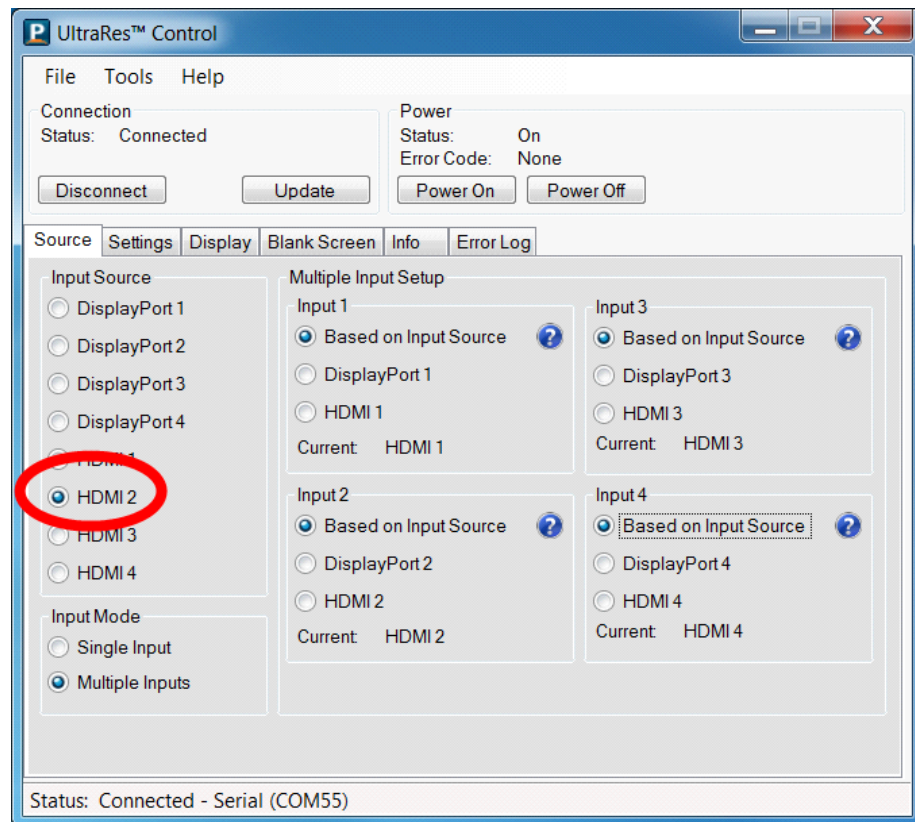 UltraRes™ Control
File Tools Help
Connection
Status: Connected
Disconnect Update
Power
Status: On
Error Code: None
Power On Power Off
Source Settings Display Blank Screen Info Error Log
Input Source
DisplayPort 1
DisplayPort 2
DisplayPort 3
DisplayPort 4
HDMI 1
HDMI 2
HDMI 3
HDMI 4
Input Mode
Single Input
Multiple Inputs
Multiple Input Setup
Input 1
Based on Input Source
DisplayPort 1
HDMI 1
Current: HDMI 1
Input 2
Based on Input Source
DisplayPort 2
HDMI 2
Current: HDMI 2
Input 3
Based on Input Source
DisplayPort 3
HDMI 3
Current: HDMI 3
Input 4
Based on Input Source
DisplayPort 4
HDMI 4
Current: HDMI 4
Status: Connected - Serial (COM55)